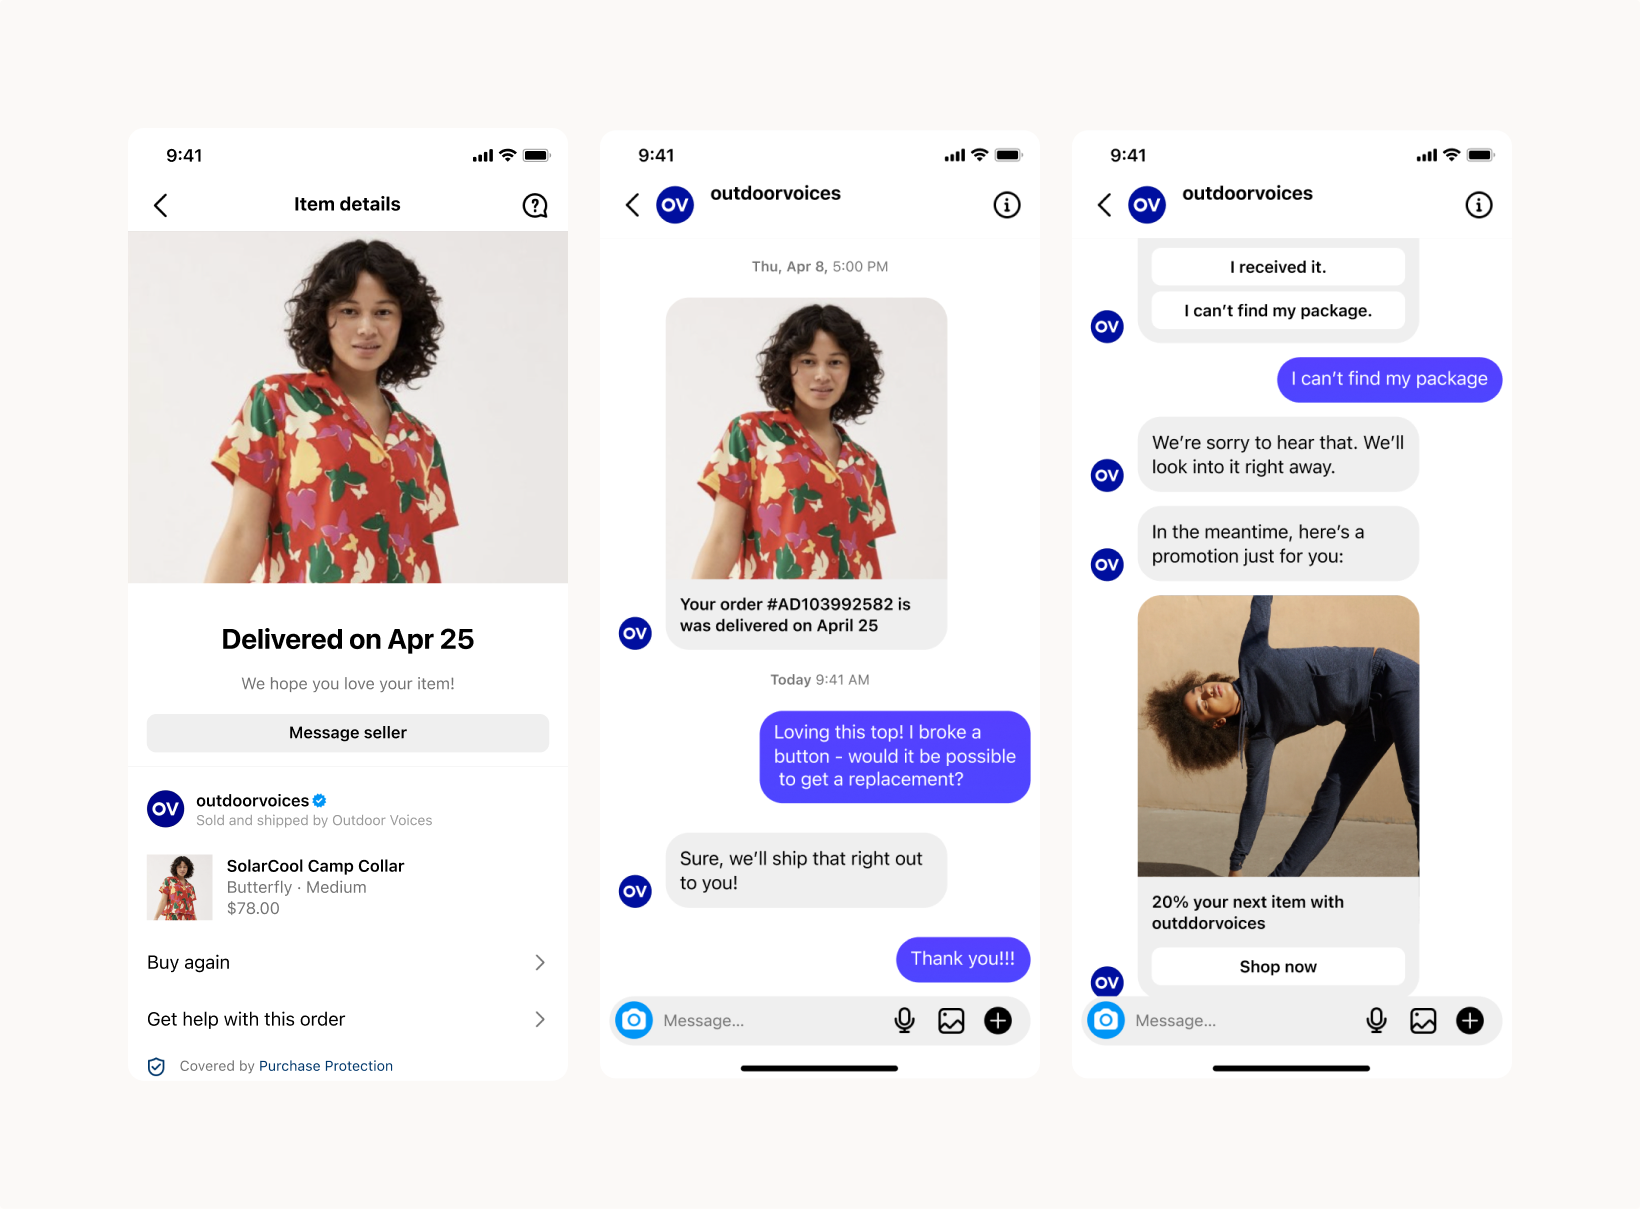 9:41
Item details
Delivered on Apr 25
We hope you love your item!
Message seller
OV
outdoorvoices
Sold and shipped by Outdoor Voices
SolarCool Camp Collar
Butterfly · Medium
$78.00
Buy again
Get help with this order
Covered by Purchase Protection
9:41
OV
outdoorvoices
Thu, Apr 8, 5:00 PM
Your order #AD103992582 is
was delivered on April 25
OV
Today 9:41 AM
Loving this top! I broke a
button - would it be possible
to get a replacement?
Sure, we’ll ship that right out
to you!
OV
Thank you!!!
Message...
9:41
OV
outdoorvoices
I received it.
I can’t find my package.
OV
I can’t find my package
We’re sorry to hear that. We’ll
look into it right away.
OV
In the meantime, here’s a
promotion just for you:
OV
20% your next item with
outddorvoices
Shop now
OV
Message...